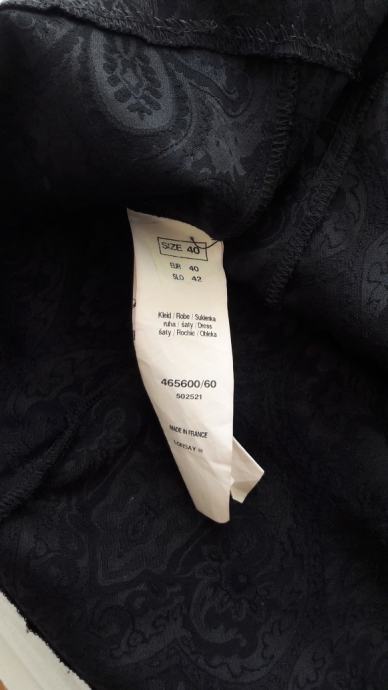 SIZE 40
EUR 40
SLO 42
Kleid / Robe / Sukienka
ruha / šaty / Dress
šaty / Rochie / Obleka
465600/60
502521
MADE IN FRANCE